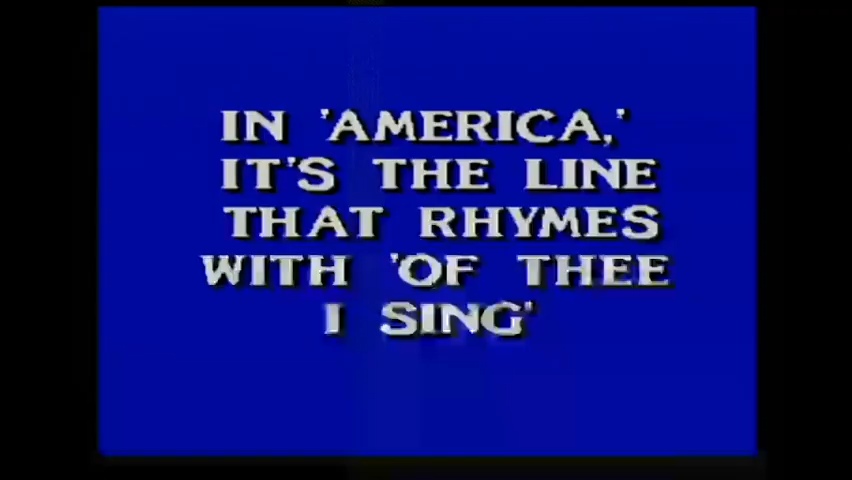 IN 'AMERICA,'
IT'S THE LINE
THAT RHYMES
WITH 'OF THEE
I SING'